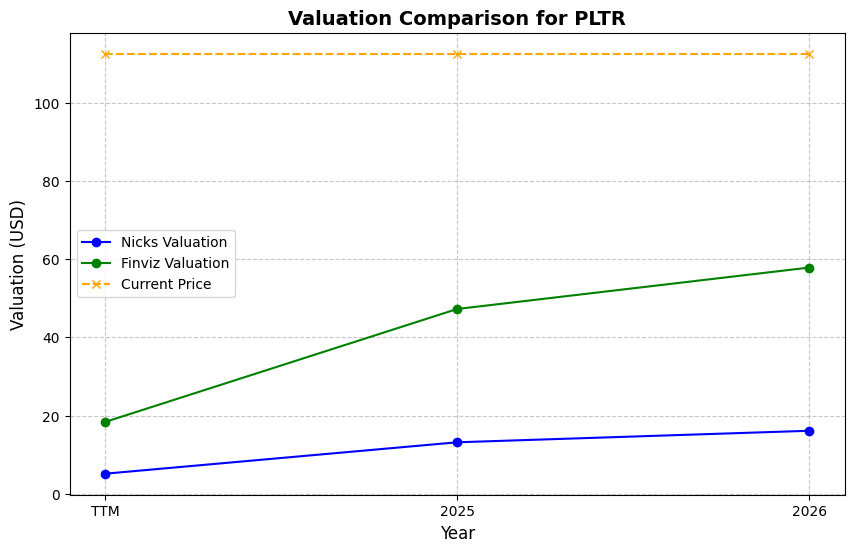 Valuation Comparison for PLTR
Valuation (USD)
100
80
60
40
20
0
Nicks Valuation
Finviz Valuation
Current Price
TTM
2025
2026
Year